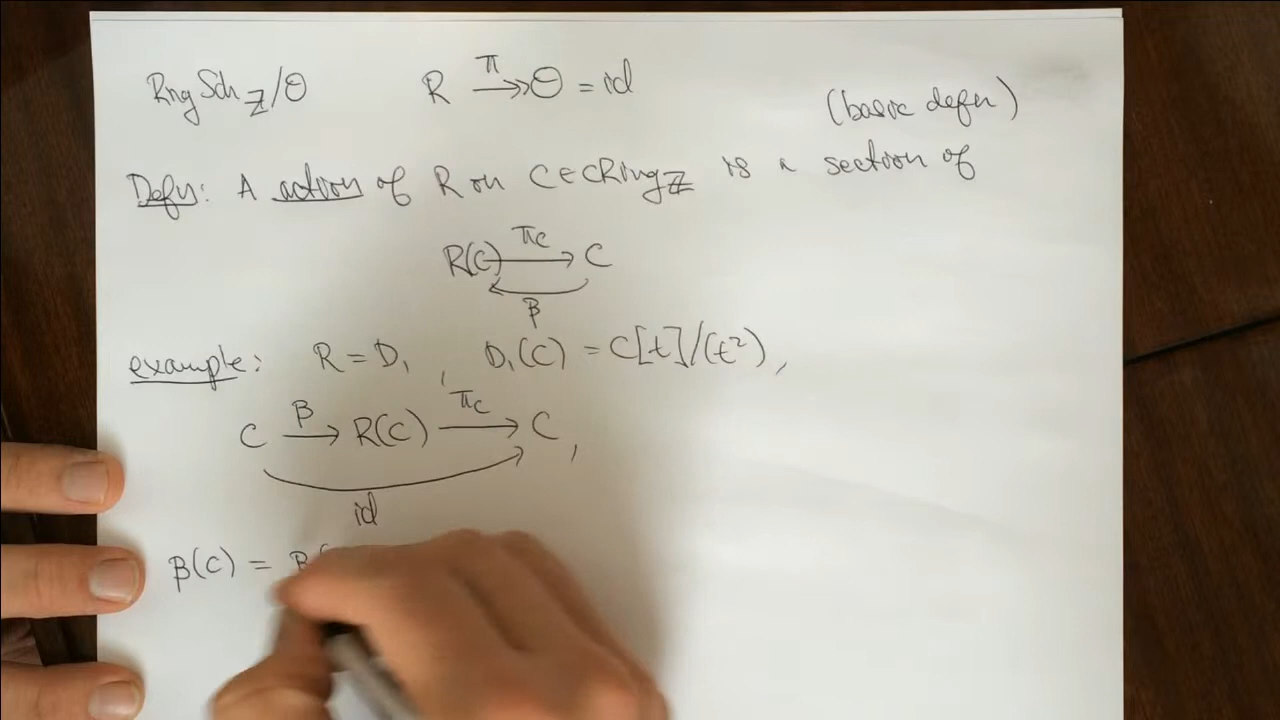 RngSch_ℤ/𝒪 R —π↠ 𝒪 = id
(basic defn)
Defn: A action of R on C∈CRing_ℤ is a section of
π_C
R(C) → C
β
example: R = D₁, D₁(C) = C[t]/(t²),
β π_C
C → R(C) → C,
id
β(c) = β